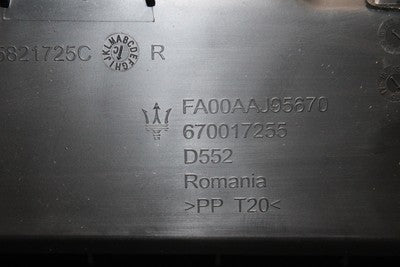 5821725C R
FA00AAJ95670
670017255
D552
Romania
>PP T20<